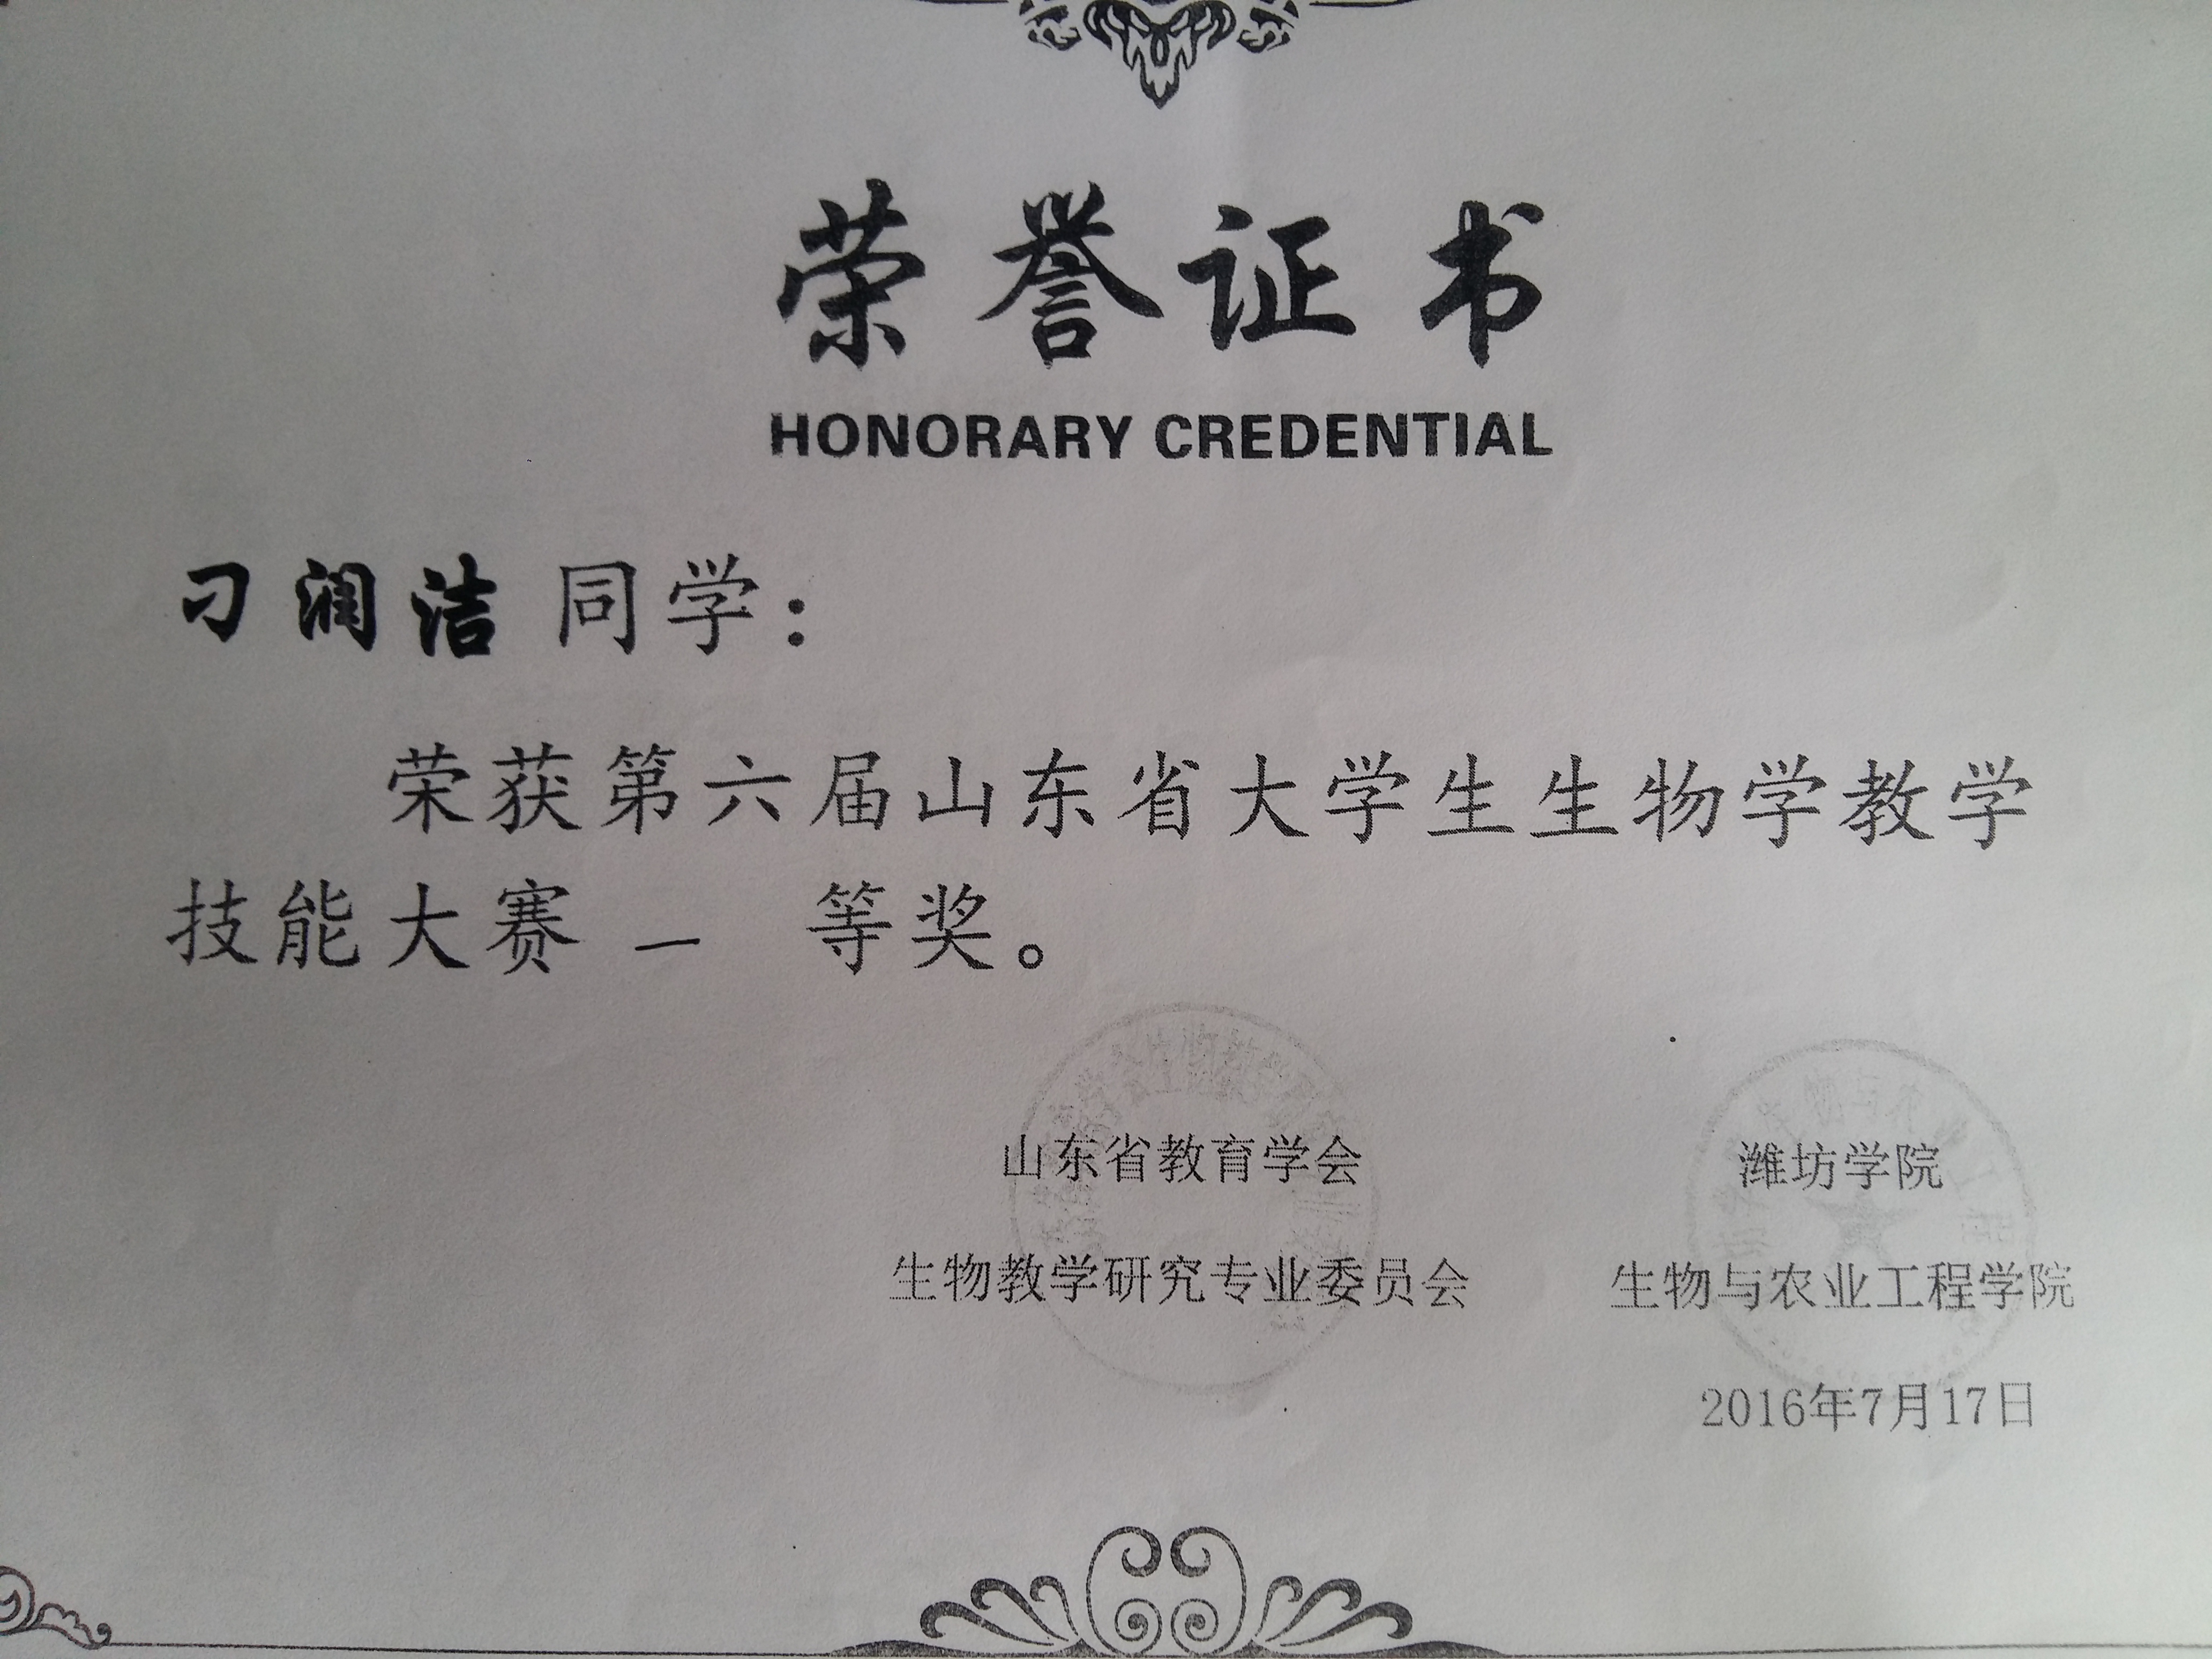 荣誉证书
HONORARY CREDENTIAL
刁润洁 同学：
荣获第六届山东省大学生生物学教学
技能大赛 一 等奖。
山东省教育学会 潍坊学院
生物教学研究专业委员会 生物与农业工程学院
2016年7月17日